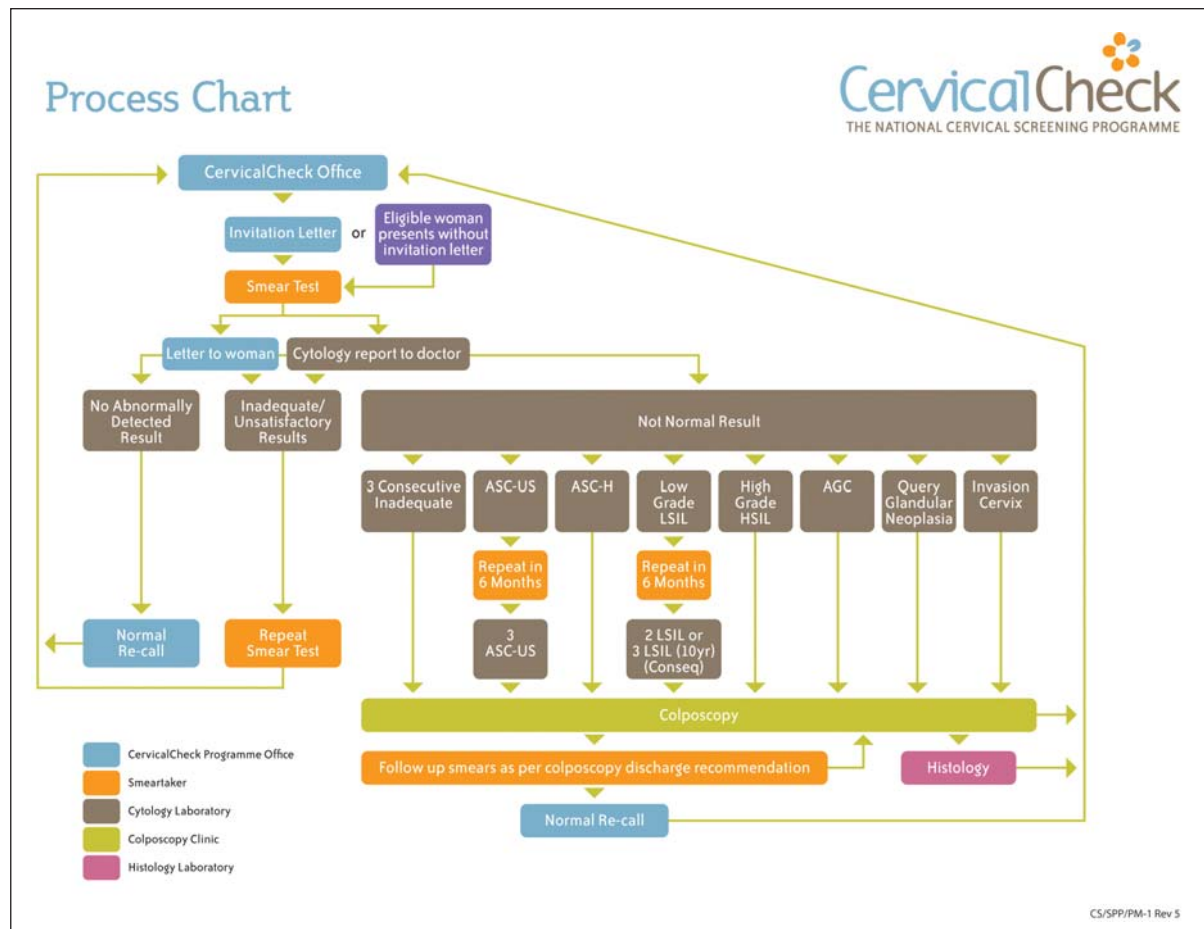 Process Chart
CervicalCheck
THE NATIONAL CERVICAL SCREENING PROGRAMME
CervicalCheck Office
Invitation Letter
or
Eligible woman
presents without
invitation letter
Smear Test
Letter to woman
Cytology report to doctor
No Abnormally
Detected
Result
Inadequate/
Unsatisfactory
Results
Not Normal Result
3 Consecutive
Inadequate
ASC-US
ASC-H
Low
Grade
LSIL
High
Grade
HSIL
AGC
Query
Glandular
Neoplasia
Invasion
Cervix
Repeat in
6 Months
Repeat in
6 Months
Normal
Re-call
Repeat
Smear Test
3
ASC-US
2 LSIL or
3 LSIL (10yr)
(Conseq)
Colposcopy
Follow up smears as per colposcopy discharge recommendation
Histology
Normal Re-call
CervicalCheck Programme Office
Smeartaker
Cytology Laboratory
Colposcopy Clinic
Histology Laboratory
CS/SPP/PM-1 Rev 5